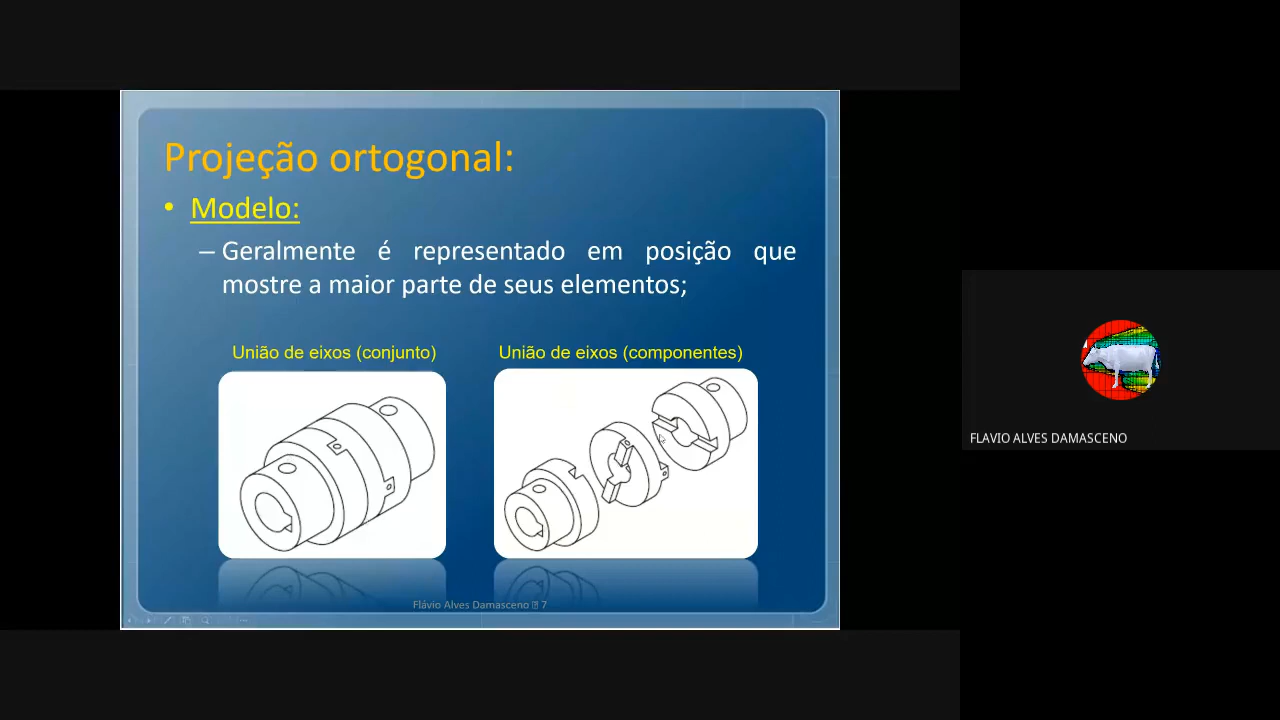 Projeção ortogonal:
• Modelo:
– Geralmente é representado em posição que
mostre a maior parte de seus elementos;
União de eixos (conjunto)
União de eixos (componentes)
Flávio Alves Damasceno 7
FLAVIO ALVES DAMASCENO